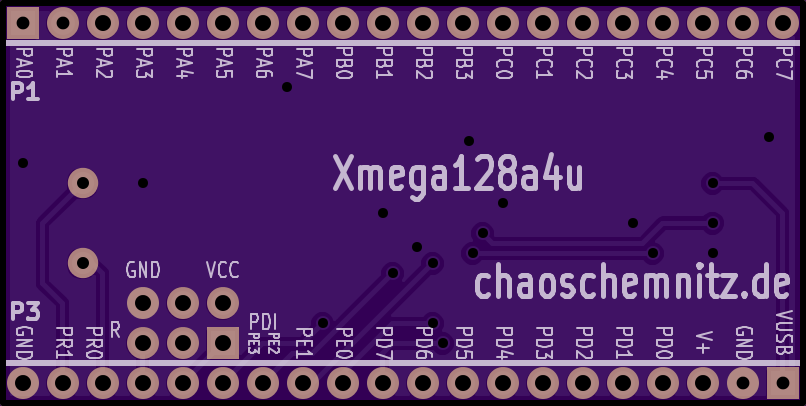 PA0 PA1 PA2 PA3 PA4 PA5 PA6 PA7 PB0 PB1 PB2 PB3 PC0 PC1 PC2 PC3 PC4 PC5 PC6 PC7
P1
Xmega128a4u
GND VCC
chaoschemnitz.de
P3
R
PDI
GND PR1 PR0 PE3 PE2 PE1 PE0 PD7 PD6 PD5 PD4 PD3 PD2 PD1 PD0 V+ GND VUSB